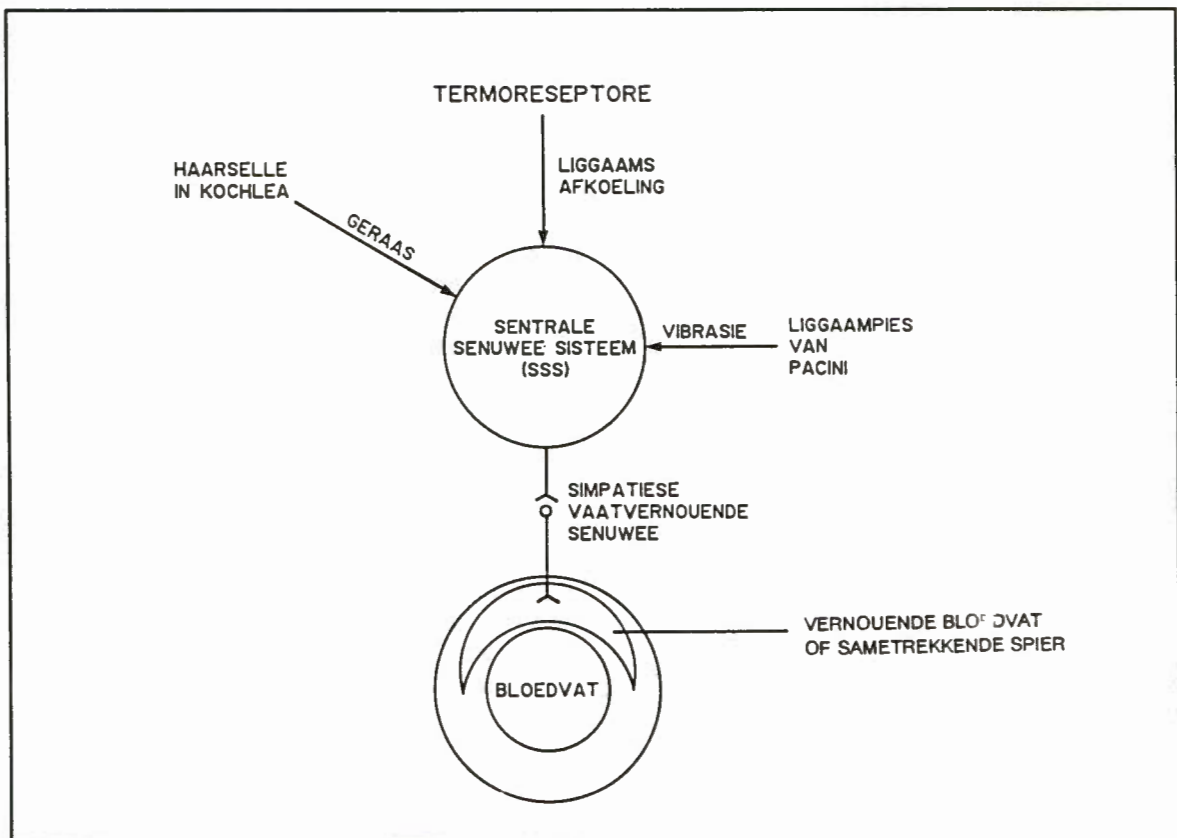 TERMORESEPTORE
HAARSELLE
IN KOCHLEA
LIGGAAMS
AFKOELING
GERAAS
SENTRALE
SENUWEE SISTEEM
(SSS)
VIBRASIE
LIGGAAMPIES
VAN
PACINI
SIMPATIESE
VAATVERNOUENDE
SENUWEE
VERNOUENDE
OF SAMETREKKENDE SPIER
BLOEDVAT